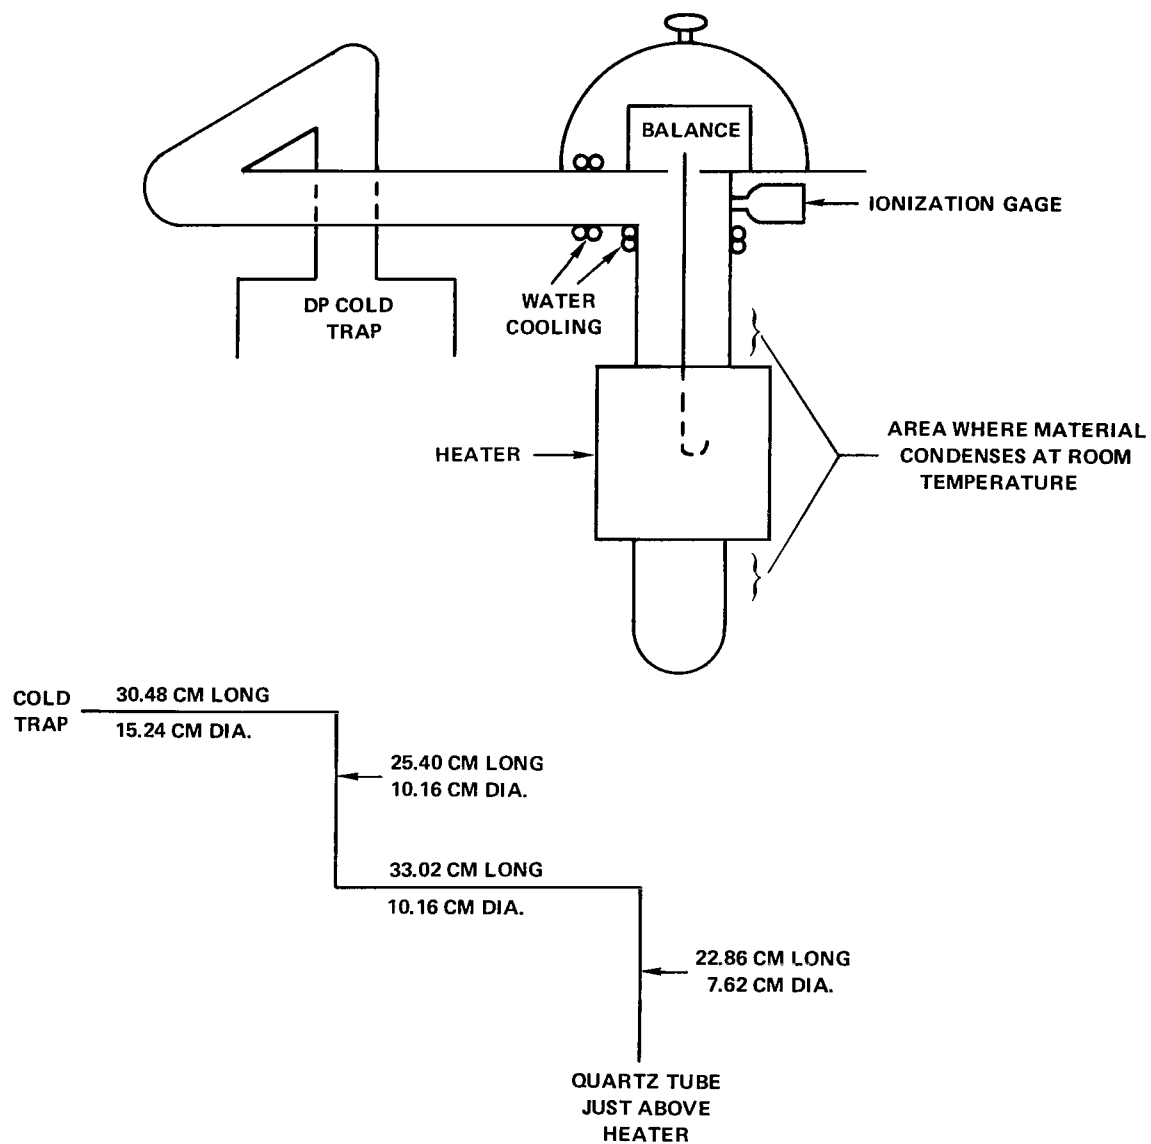 BALANCE
IONIZATION GAGE
DP COLD
TRAP
WATER
COOLING
HEATER
AREA WHERE MATERIAL
CONDENSES AT ROOM
TEMPERATURE
COLD
TRAP
30.48 CM LONG
15.24 CM DIA.
25.40 CM LONG
10.16 CM DIA.
33.02 CM LONG
10.16 CM DIA.
22.86 CM LONG
7.62 CM DIA.
QUARTZ TUBE
JUST ABOVE
HEATER